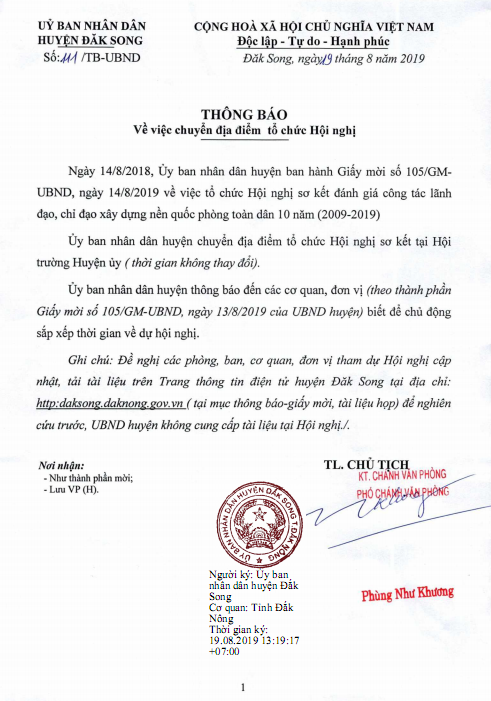 UỶ BAN NHÂN DÂN
HUYỆN ĐĂK SONG
Số:111 /TB-UBND
CỘNG HOÀ XÃ HỘI CHỦ NGHĨA VIỆT NAM
Độc lập - Tự do - Hạnh phúc
Đăk Song, ngày19 tháng 8 năm 2019
THÔNG BÁO
Về việc chuyển địa điểm tổ chức Hội nghị
Ngày 14/8/2018, Ủy ban nhân dân huyện ban hành Giấy mời số 105/GM-
UBND, ngày 14/8/2019 về việc tổ chức Hội nghị sơ kết đánh giá công tác lãnh
đạo, chỉ đạo xây dựng nền quốc phòng toàn dân 10 năm (2009-2019)
Ủy ban nhân dân huyện chuyển địa điểm tổ chức Hội nghị sơ kết tại Hội
trường Huyện ủy ( thời gian không thay đổi).
Ủy ban nhân dân huyện thông báo đến các cơ quan, đơn vị (theo thành phần
Giấy mời số 105/GM-UBND, ngày 13/8/2019 của UBND huyện) biết để chủ động
sắp xếp thời gian về dự hội nghị.
Ghi chú: Đề nghị các phòng, ban, cơ quan, đơn vị tham dự Hội nghị cập
nhật, tải tài liệu trên Trang thông tin điện tử huyện Đăk Song tại địa chỉ:
http:daksong.daknong.gov.vn ( tại mục thông báo-giấy mời, tài liệu họp) để nghiên
cứu trước, UBND huyện không cung cấp tài liệu tại Hội nghị./.
Nơi nhận:
- Như thành phần mời;
- Lưu VP (H).
TL. CHỦ TỊCH
KT. CHÁNH VĂN PHÒNG
PHÓ CHÁNH VĂN PHÒNG
ỦY BAN NHÂN DÂN HUYỆN ĐẮK SONG T.ĐẮK NÔNG
Người ký: Ủy ban
nhân dân huyện Đắk
Song
Cơ quan: Tỉnh Đắk
Nông
Thời gian ký:
19.08.2019 13:19:17
+07:00
Phùng Như Khương
1